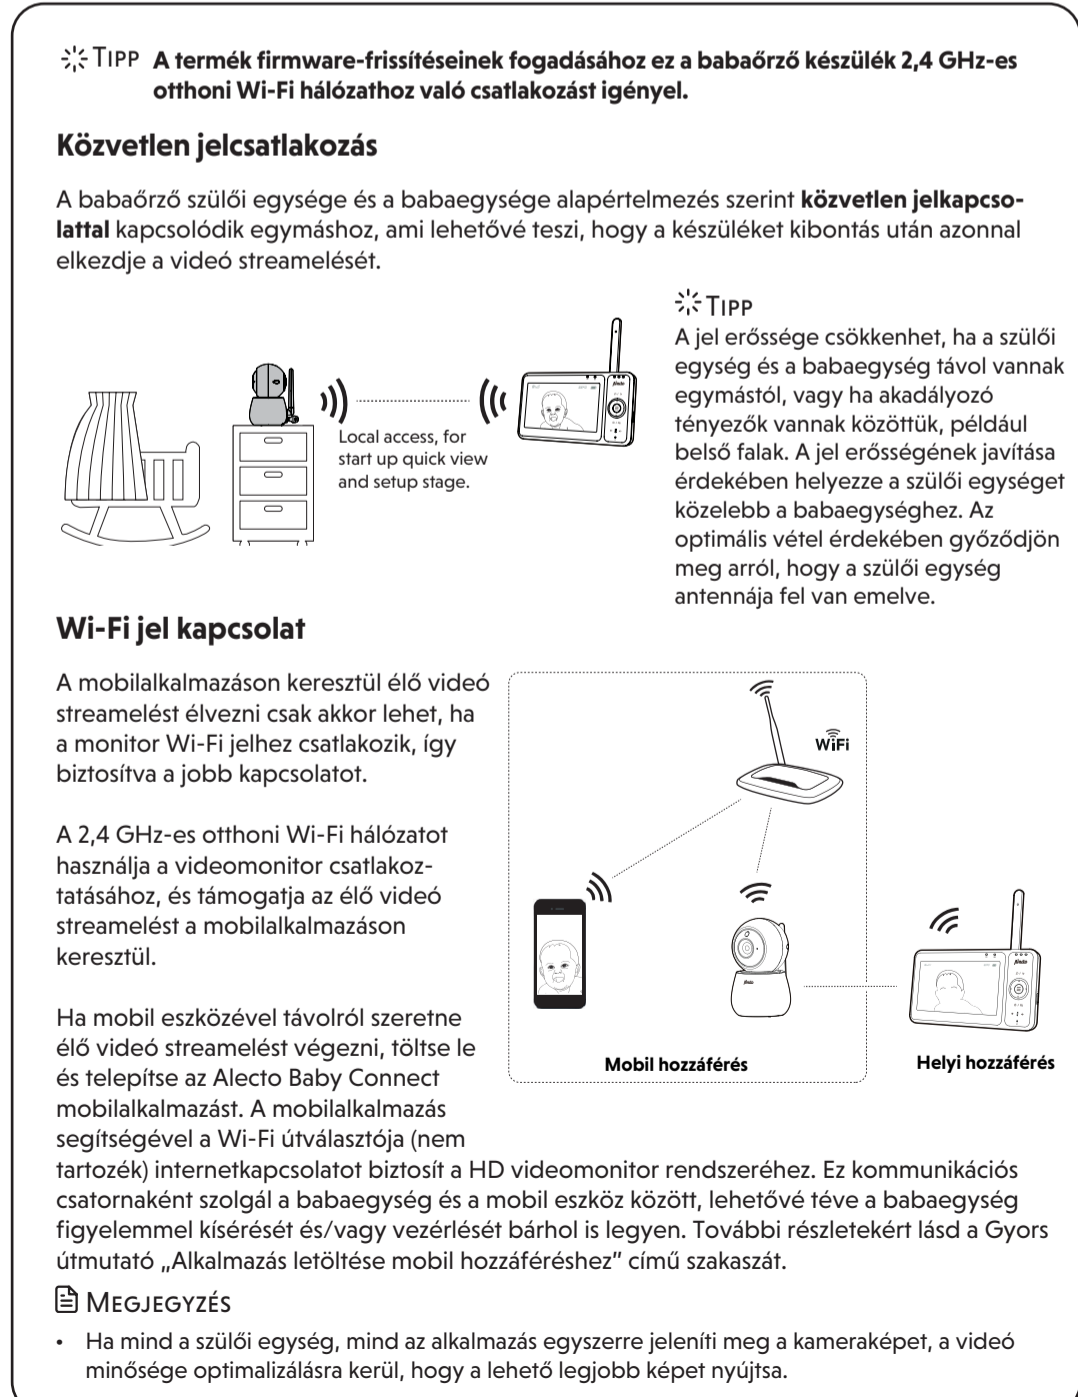 TIPP A termék firmware-frissítéseinek fogadásához ez a babaőrző készülék 2,4 GHz-es
otthoni Wi-Fi hálózathoz való csatlakozást igényel.
Közvetlen jelcsatlakozás
A babaőrző szülői egysége és a babaegysége alapértelmezés szerint közvetlen jelkapcso-
lattal kapcsolódik egymáshoz, ami lehetővé teszi, hogy a készüléket kibontás után azonnal
elkezdje a videó streamelését.
Local access, for
start up quick view
and setup stage.
alecto
TIPP
A jel erőssége csökkenhet, ha a szülői
egység és a babaegység távol vannak
egymástól, vagy ha akadályozó
tényezők vannak közöttük, például
belső falak. A jel erősségének javítása
érdekében helyezze a szülői egységet
közelebb a babaegységhez. Az
optimális vétel érdekében győződjön
meg arról, hogy a szülői egység
antennája fel van emelve.
Wi-Fi jel kapcsolat
A mobilalkalmazáson keresztül élő videó
streamelést élvezni csak akkor lehet, ha
a monitor Wi-Fi jelhez csatlakozik, így
biztosítva a jobb kapcsolatot.
A 2,4 GHz-es otthoni Wi-Fi hálózatot
használja a videomonitor csatlakoz-
tatásához, és támogatja az élő videó
streamelést a mobilalkalmazáson
keresztül.
Ha mobil eszközével távolról szeretne
élő videó streamelést végezni, töltse le
és telepítse az Alecto Baby Connect
mobilalkalmazást. A mobilalkalmazás
segítségével a Wi-Fi útválasztója (nem
tartozék) internetkapcsolatot biztosít a HD videomonitor rendszeréhez. Ez kommunikációs
csatornaként szolgál a babaegység és a mobil eszköz között, lehetővé téve a babaegység
figyelemmel kísérését és/vagy vezérlését bárhol is legyen. További részletekért lásd a Gyors
útmutató „Alkalmazás letöltése mobil hozzáféréshez” című szakaszát.
WiFi
alecto
alecto
Mobil hozzáférés
Helyi hozzáférés
MEGJEGYZÉS
• Ha mind a szülői egység, mind az alkalmazás egyszerre jeleníti meg a kameraképet, a videó
minősége optimalizálásra kerül, hogy a lehető legjobb képet nyújtsa.